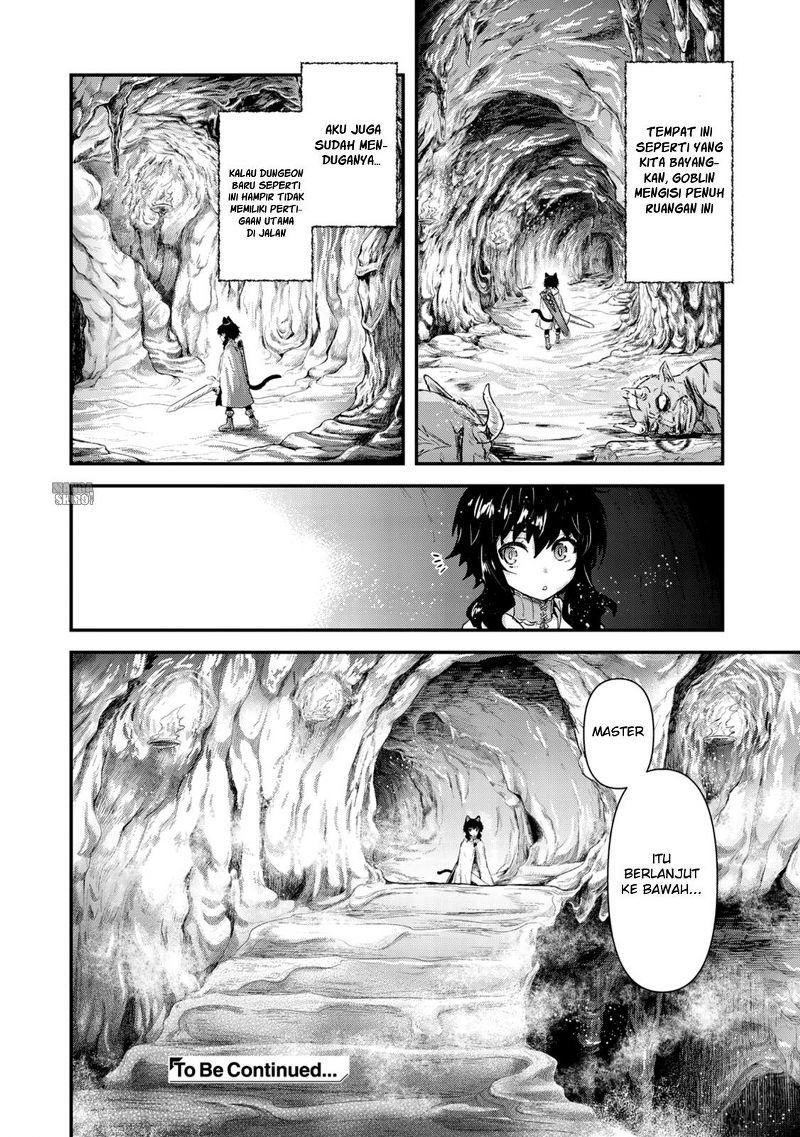 TEMPAT INI
SEPERTI YANG
KITA BAYANG-
KAN, GOBLIN
MENGISI PENUH
RUANGAN INI
AKU JUGA
SUDAH MEN-
DUGANYA...
KALAU DUNGEON
BARU SEPERTI
INI HAMPIR TIDAK
MEMILIKI PERTI-
GAAN UTAMA
DI JALAN
MASTER
ITU
BERLANJUT
KE BAWAH...
To Be Continued...